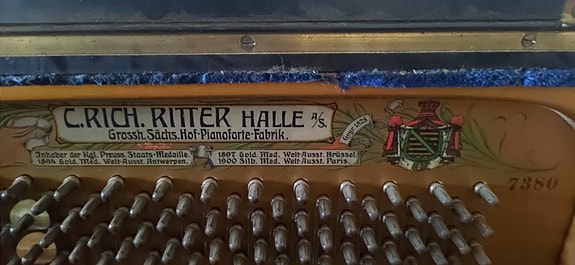 C. RICH. RITTER HALLE A/S.
Grossh. Sächs. Hof-Pianoforte-Fabrik.
Gegr. 1828
Inhaber der Kgl. Preuss. Staats-Medaille.
1894 Gold. Med. Welt-Ausst. Antwerpen.
1897 Gold. Med. Welt-Ausst. Brüssel.
1900 Silb. Med. Welt-Ausst. Paris.
7380